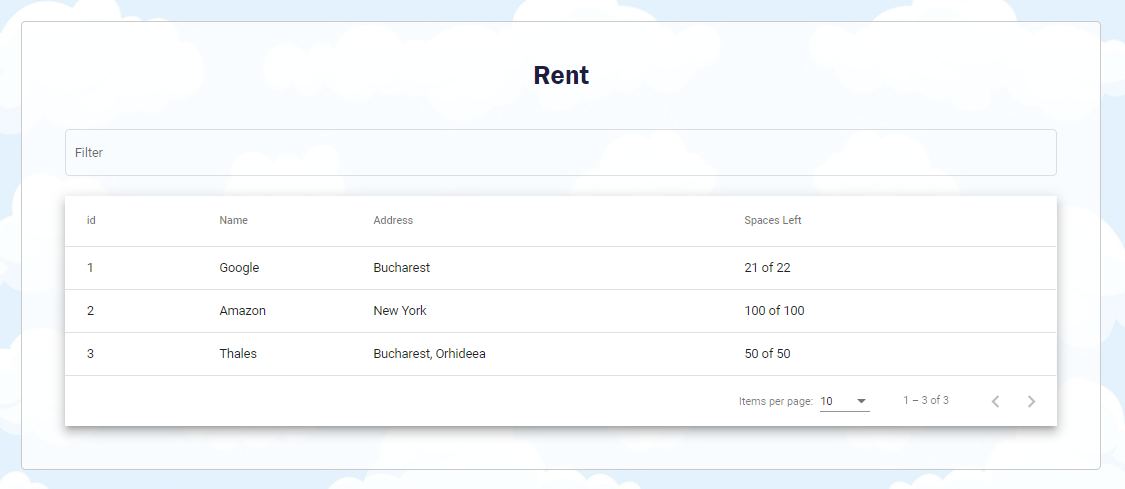 Rent
Filter
id Name Address Spaces Left
1 Google Bucharest 21 of 22
2 Amazon New York 100 of 100
3 Thales Bucharest, Orhideea 50 of 50
Items per page: 10 1 – 3 of 3